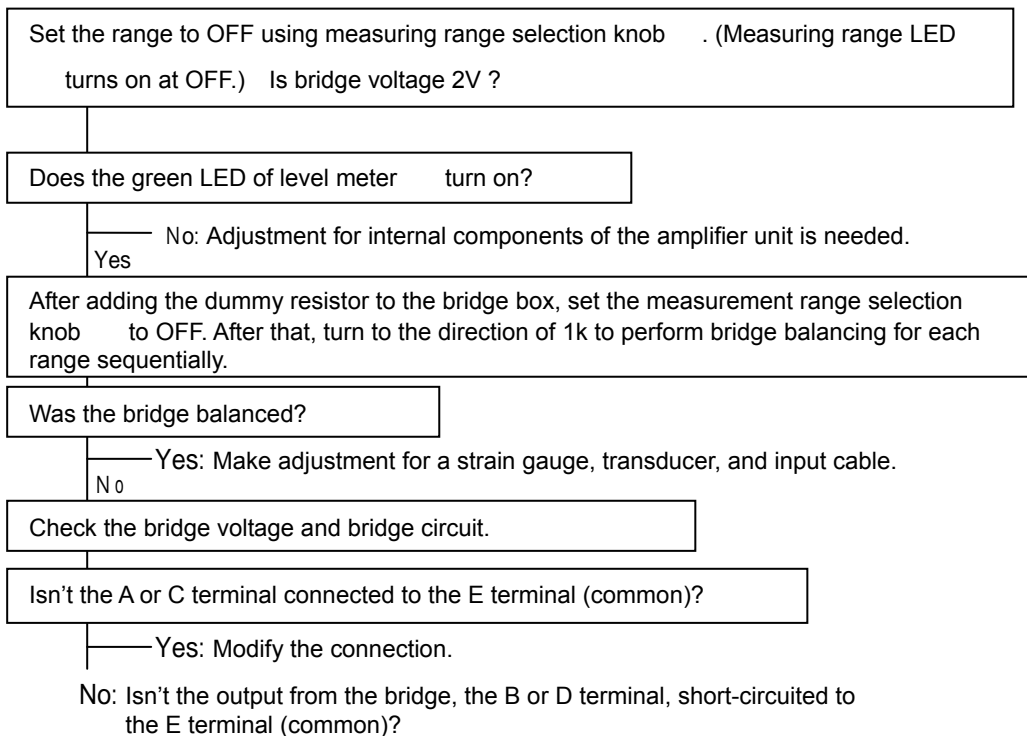 Set the range to OFF using measuring range selection knob . (Measuring range LED
turns on at OFF.) Is bridge voltage 2V ?
Does the green LED of level meter turn on?
No: Adjustment for internal components of the amplifier unit is needed.
Yes
After adding the dummy resistor to the bridge box, set the measurement range selection
knob to OFF. After that, turn to the direction of 1k to perform bridge balancing for each
range sequentially.
Was the bridge balanced?
Yes: Make adjustment for a strain gauge, transducer, and input cable.
No
Check the bridge voltage and bridge circuit.
Isn't the A or C terminal connected to the E terminal (common)?
Yes: Modify the connection.
No: Isn't the output from the bridge, the B or D terminal, short-circuited to
the E terminal (common)?